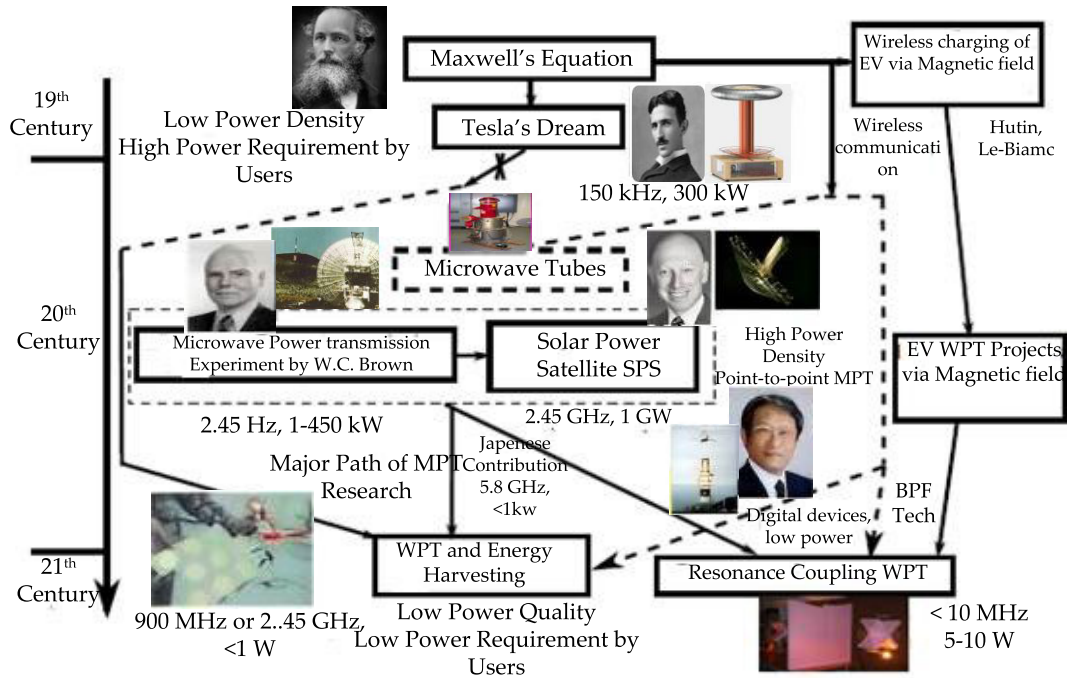 Maxwell's Equation
Wireless charging of
EV via Magnetic field
19th
Century
Low Power Density
High Power Requirement by
Users
Tesla's Dream
Wireless
communicati
on
Hutin,
Le-Biamc
150 kHz, 300 kW
Microwave Tubes
20th
Century
Microwave Power transmission
Experiment by W.C. Brown
Solar Power
Satellite SPS
High Power
Density
Point-to-point MPT
EV WPT Projects,
via Magnetic field
2.45 Hz, 1-450 kW
2.45 GHz, 1 GW
Major Path of MPT
Research
Japenese
Contribution
5.8 GHz,
<1kw
Digital devices,
low power
BPF
Tech
21th
Century
WPT and Energy
Harvesting
Resonance Coupling WPT
900 MHz or 2..45 GHz,
<1 W
Low Power Quality
Low Power Requirement by
Users
< 10 MHz
5-10 W